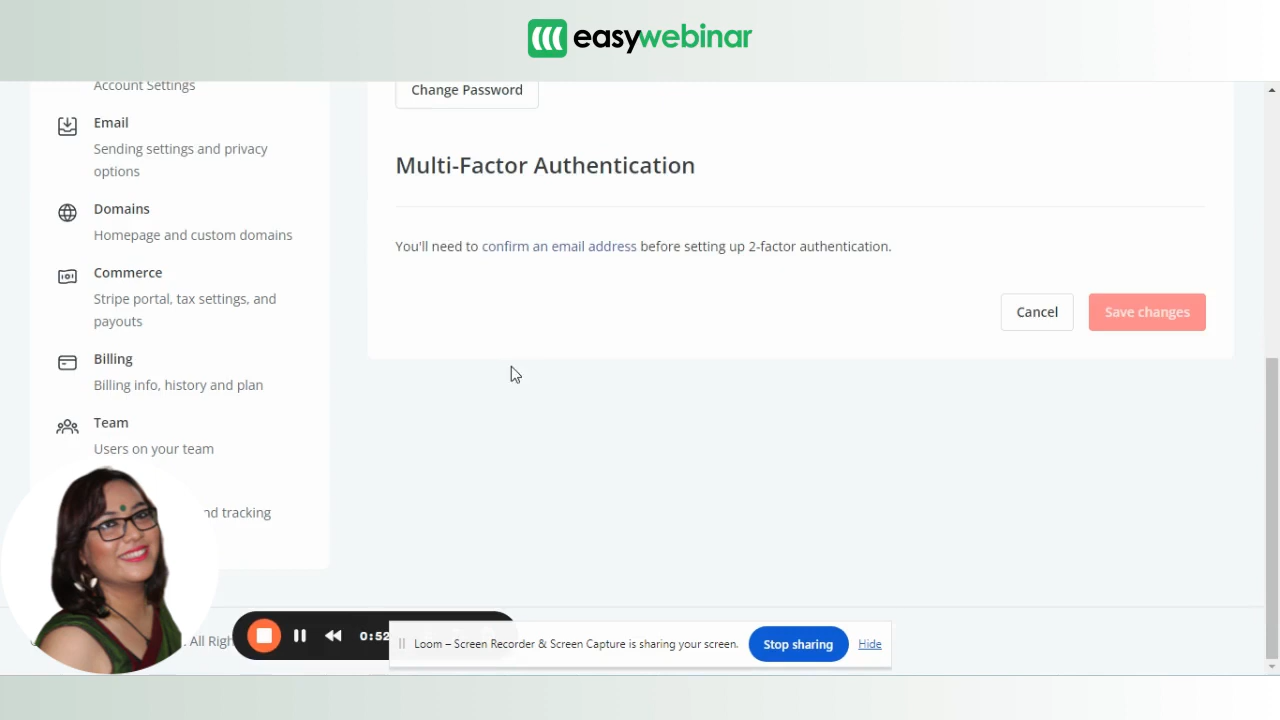 easywebinar
Account Settings
Change Password
Email
Sending settings and privacy
options
Multi-Factor Authentication
Domains
Homepage and custom domains
You'll need to confirm an email address before setting up 2-factor authentication.
Commerce
Stripe portal, tax settings, and
payouts
Cancel
Save changes
Billing
Billing info, history and plan
Team
Users on your team
tracking
. All
0:52
Loom – Screen Recorder & Screen Capture is sharing your screen.
Stop sharing
Hide